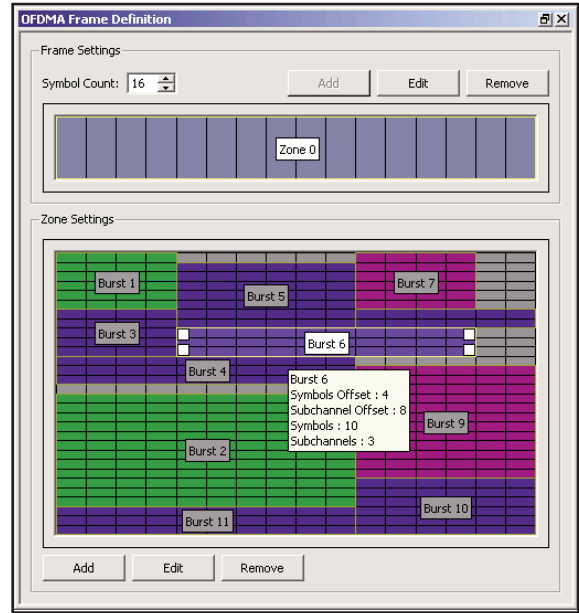 OFDMA Frame Definition
Frame Settings
Symbol Count: 16
Add
Edit
Remove
Zone 0
Zone Settings
Burst 1
Burst 5
Burst 7
Burst 3
Burst 6
Burst 4
Burst 6
Symbols Offset : 4
Subchannel Offset : 8
Symbols : 10
Subchannels : 3
Burst 9
Burst 2
Burst 10
Burst 11
Add
Edit
Remove